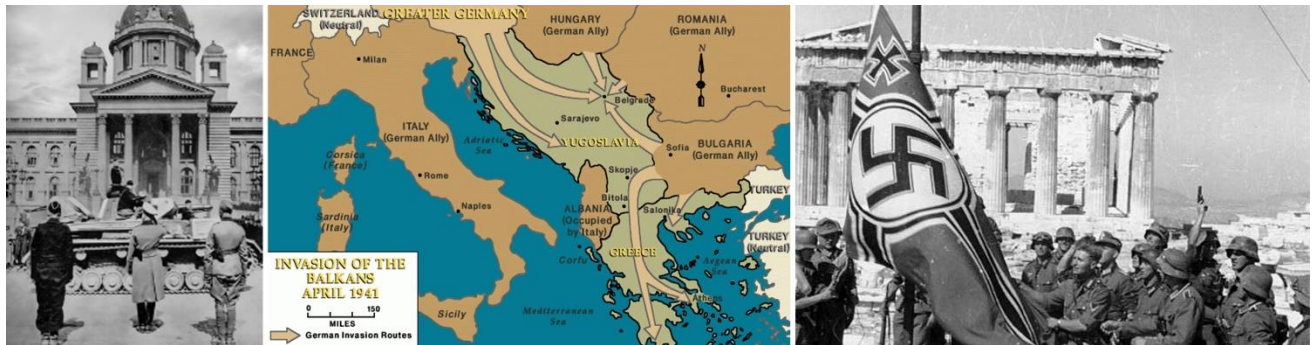 SWITZERLAND
(Neutral)
GREATER GERMANY
HUNGARY
(German Ally)
ROMANIA
(German Ally)
FRANCE
Milan
N
Belgrade
Bucharest
Sarajevo
ITALY
(German Ally)
Adriatic
Sea
YUGOSLAVIA
BULGARIA
(German Ally)
Sofia
Corsica
(France)
Rome
Skopje
TURKEY
Naples
Bitola
Salonika
ALBANIA
(Occupied
by Italy)
Sardinia
(Italy)
TURKEY
(Neutral)
GREECE
Corfu
Aegean
Sea
INVASION OF THE
BALKANS
APRIL 1941
0 150
MILES
German Invasion Routes
Sicily
Mediterranean
Sea
Athens